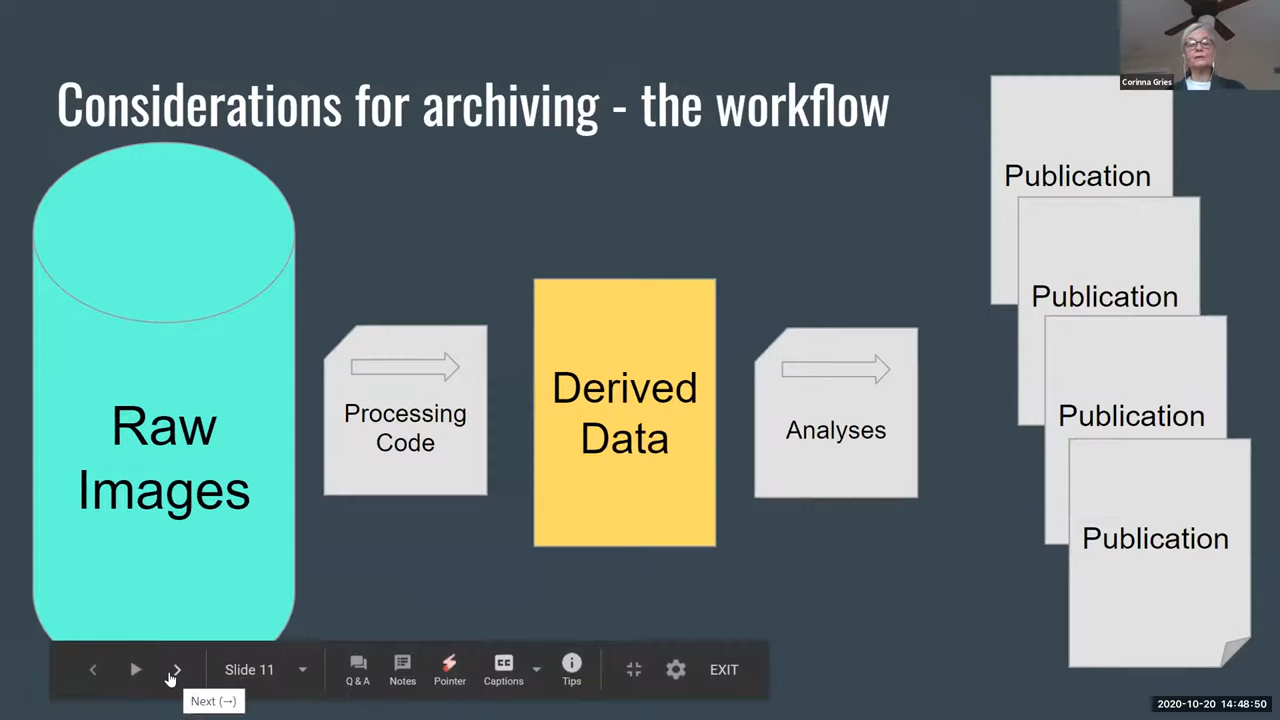 Corinna Gries
Considerations for archiving - the workflow
Raw
Images
Processing
Code
Derived
Data
Analyses
Publication
Publication
Publication
Publication
Slide 11
Q & A
Notes
Pointer
CC
Captions
Tips
EXIT
Next (→)
2020-10-20 14:48:50